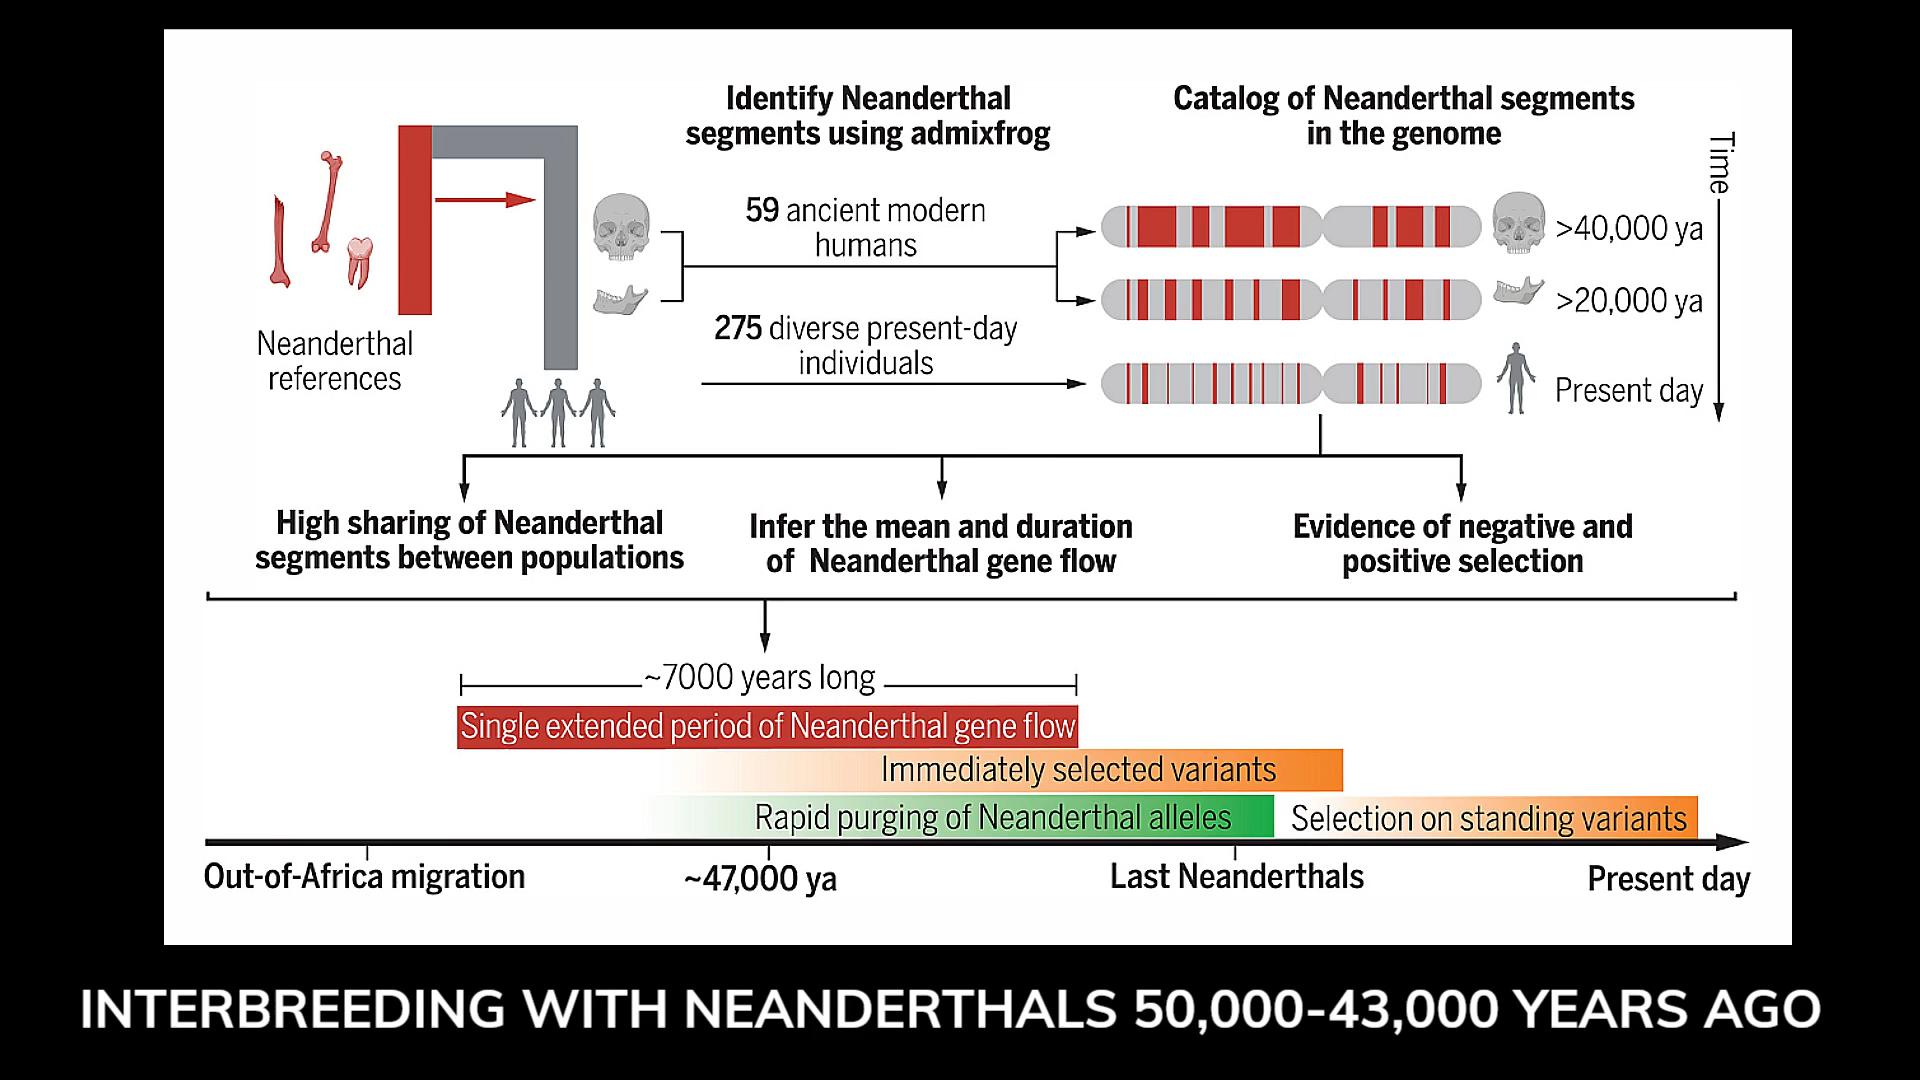 Identify Neanderthal
segments using admixfrog
Catalog of Neanderthal segments
in the genome
Time
59 ancient modern
humans
>40,000 ya
>20,000 ya
275 diverse present-day
individuals
Neanderthal
references
Present day
High sharing of Neanderthal
segments between populations
Infer the mean and duration
of Neanderthal gene flow
Evidence of negative and
positive selection
~7000 years long
Single extended period of Neanderthal gene flow
Immediately selected variants
Rapid purging of Neanderthal alleles
Selection on standing variants
Out-of-Africa migration
~47,000 ya
Last Neanderthals
Present day
INTERBREEDING WITH NEANDERTHALS 50,000-43,000 YEARS AGO